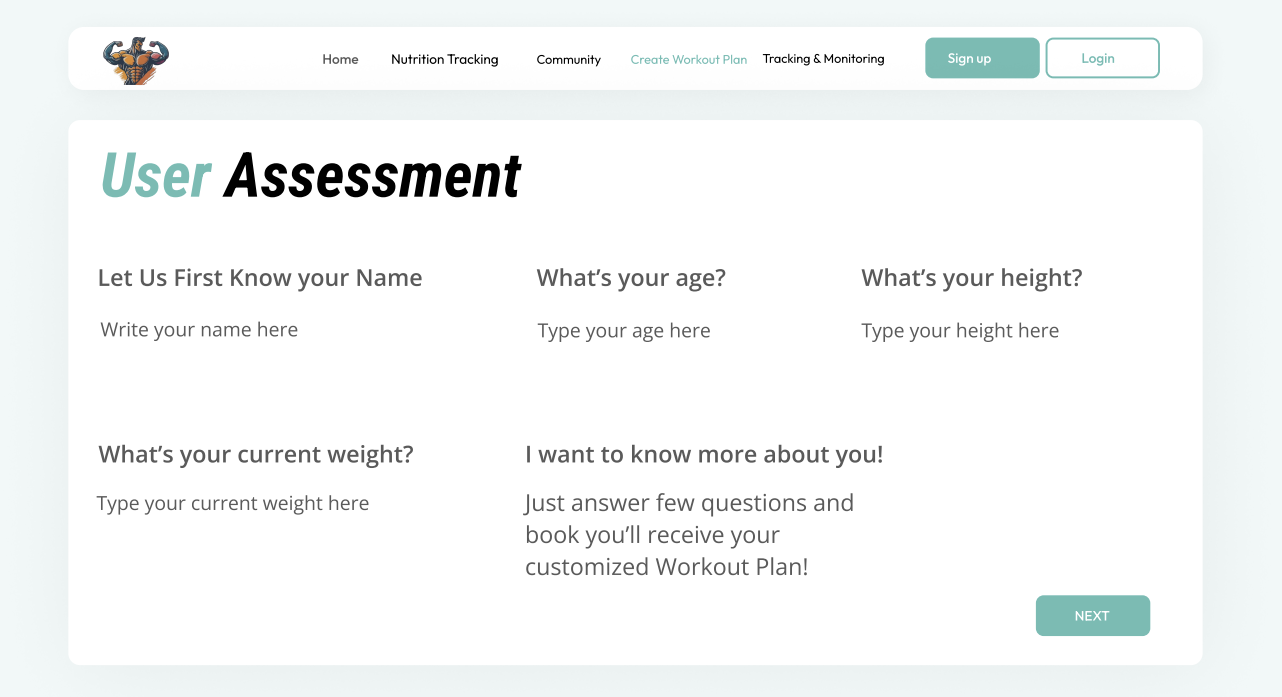 Home Nutrition Tracking Community Create Workout Plan Tracking & Monitoring Sign up Login
User Assessment
Let Us First Know your Name
Write your name here
What’s your age?
Type your age here
What’s your height?
Type your height here
What’s your current weight?
Type your current weight here
I want to know more about you!
Just answer few questions and
book you’ll receive your
customized Workout Plan!
NEXT